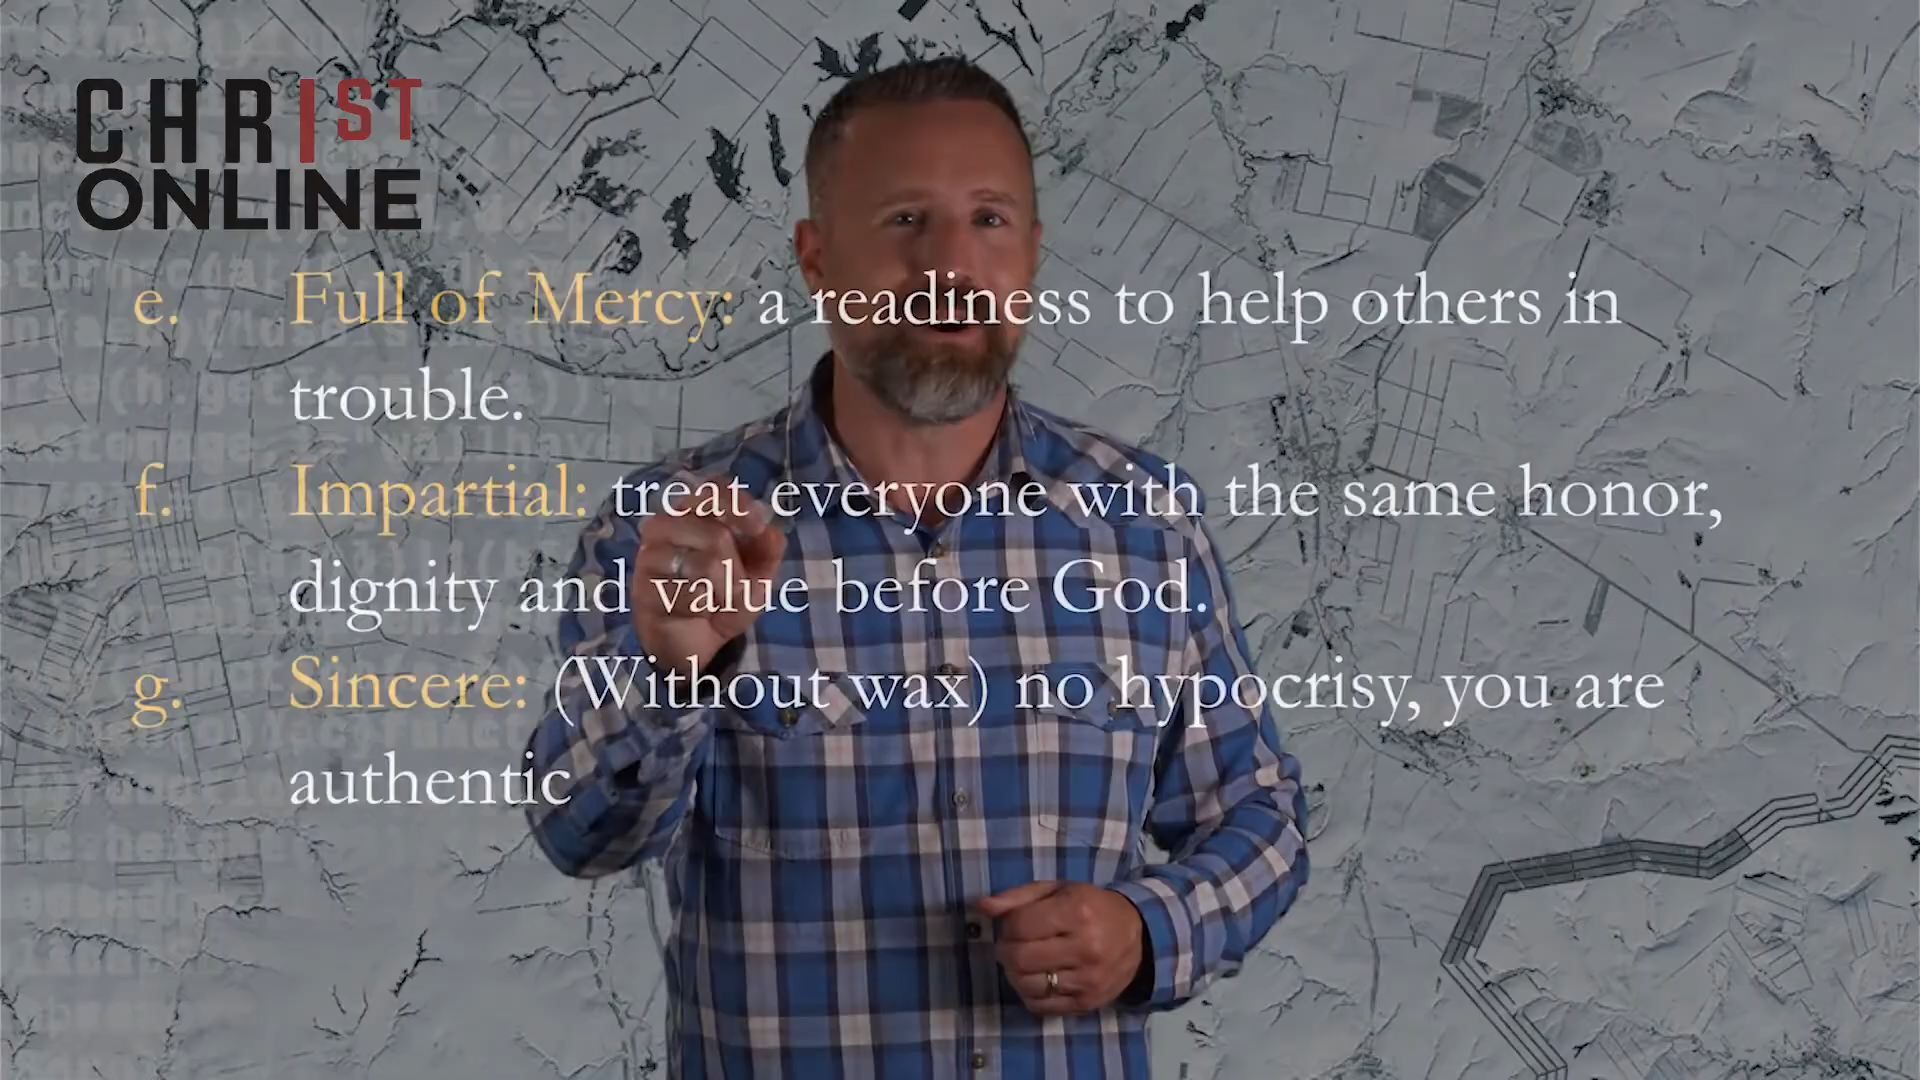 CHRIST
ONLINE
e. Full of Mercy: a readiness to help others in
trouble.
f. Impartial: treat everyone with the same honor,
dignity and value before God.
g. Sincere: (Without wax) no hypocrisy, you are
authentic